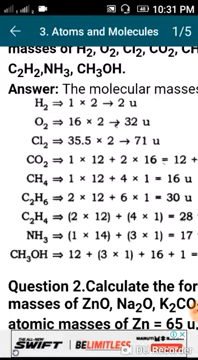 10:31 PM
3. Atoms and Molecules 1/5
masses of H2, O2, Cl2, CO2, CH
C2H2,NH3, CH3OH.
Answer: The molecular masses
H2 ⇒ 1 × 2 → 2 u
O2 ⇒ 16 × 2 → 32 u
Cl2 ⇒ 35.5 × 2 → 71 u
CO2 ⇒ 1 × 12 + 2 × 16 = 12 +
CH4 ⇒ 1 × 12 + 4 × 1 = 16 u
C2H6 ⇒ 2 × 12 + 6 × 1 = 30 u
C2H4 ⇒ (2 × 12) + (4 × 1) = 28
NH3 ⇒ (1 × 14) + (3 × 1) = 17
CH3OH ⇒ 12 + (3 × 1) + 16 + 1 =
Question 2.Calculate the for
masses of ZnO, Na2O, K2CO
atomic masses of Zn = 65 u,
SWIFT BE LIMITLESS